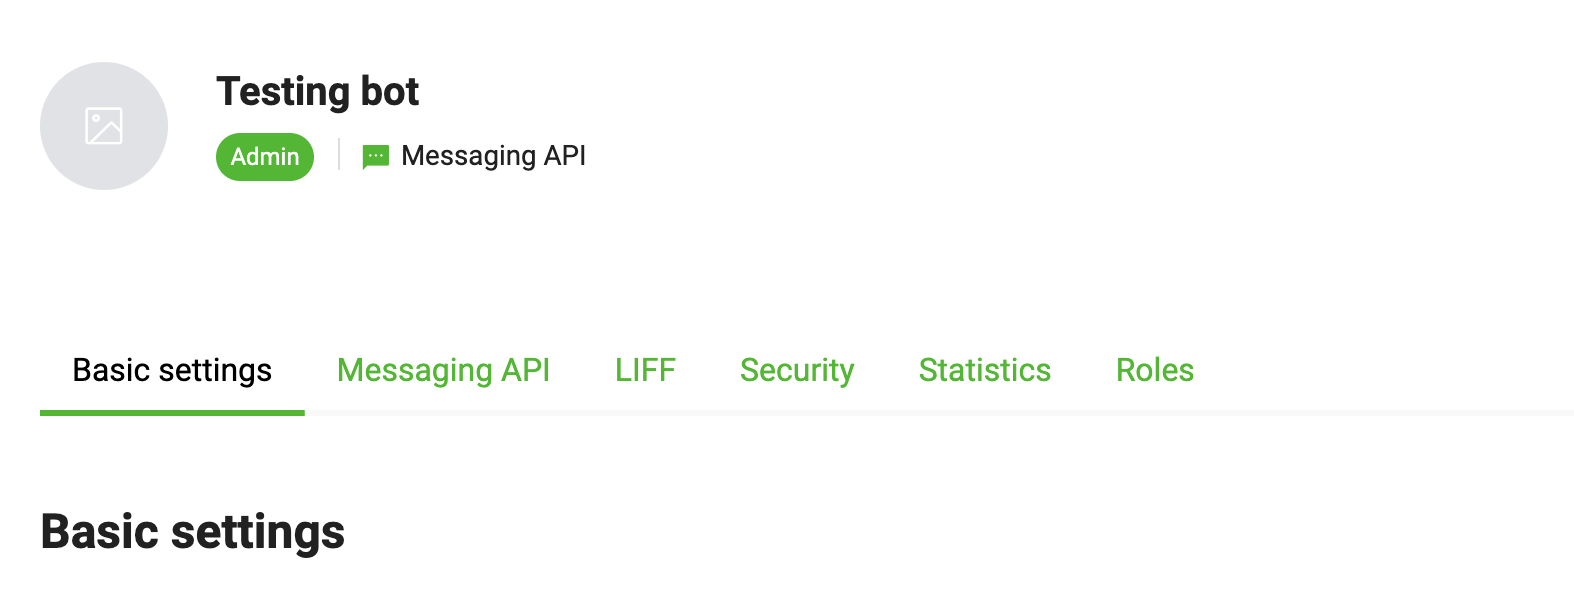 Testing bot
Admin Messaging API
Basic settings Messaging API LIFF Security Statistics Roles
Basic settings